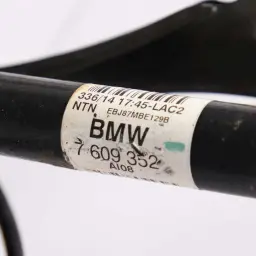 336/14 17:45-LAC2
NTN EBJ87MBE129B
BMW
7 609 352
AI08